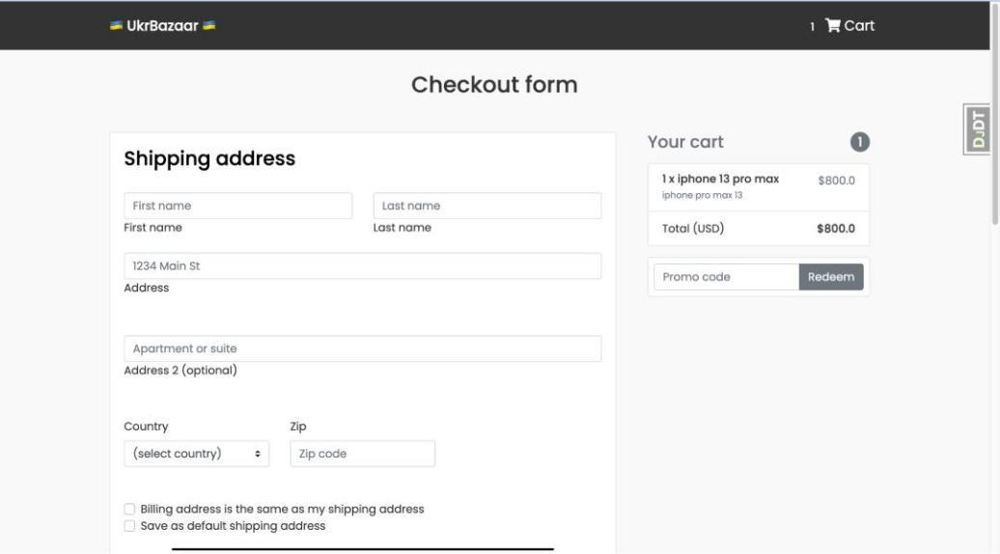 🇺🇦 UkrBazaar 🇺🇦
1 Cart
Checkout form
Shipping address
First name
Last name
First name
Last name
1234 Main St
Address
Apartment or suite
Address 2 (optional)
Country
Zip
(select country)
Zip code
Billing address is the same as my shipping address
Save as default shipping address
Your cart 1
1 x iphone 13 pro max $800.0
iphone pro max 13
Total (USD) $800.0
Promo code Redeem
DJDT